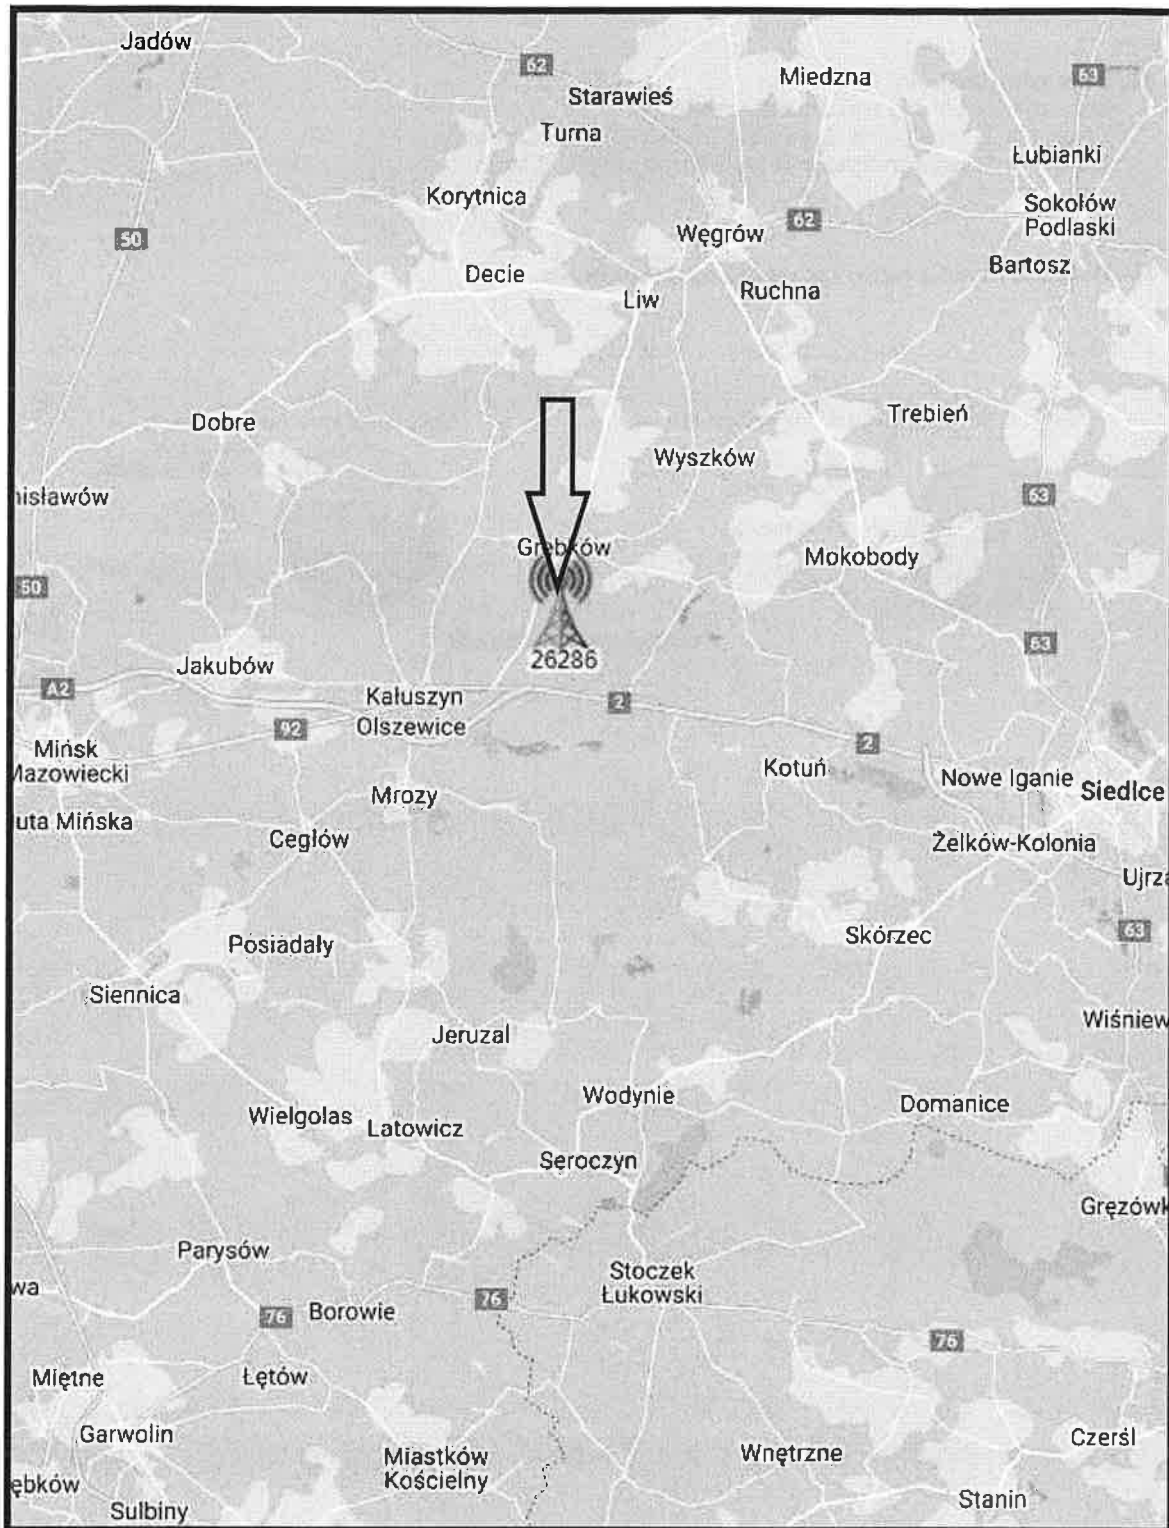 Jadów
62
Starawieś
Miedzna
63
Turna
Łubianki
Korytnica
Sokołów
Podlaski
62
Węgrów
50
Bartosz
Decie
Ruchna
Liw
Trebień
Dobre
Wyszków
63
nisławów
Grębków
Mokobody
50
63
26286
Jakubów
A2
Kałuszyn
2
Olszewice
92
2
Mińsk
Mazowiecki
Kotuń
Nowe Iganie
Siedlce
Mrozy
uta Mińska
Cegłów
Żelków-Kolonia
Ujrza
63
Skórzec
Posiadały
Siennica
Wiśniew
Jeruzal
Wodynie
Domanice
Wielgolas
Latowicz
Seroczyn
Gręzówk
Parysów
Stoczek
Łukowski
wa
76
Borowie
76
76
Miętne
Łętów
Garwolin
Czerśl
Miastków
Kościelny
Wnętrzne
ębków
Stanin
Sulbiny